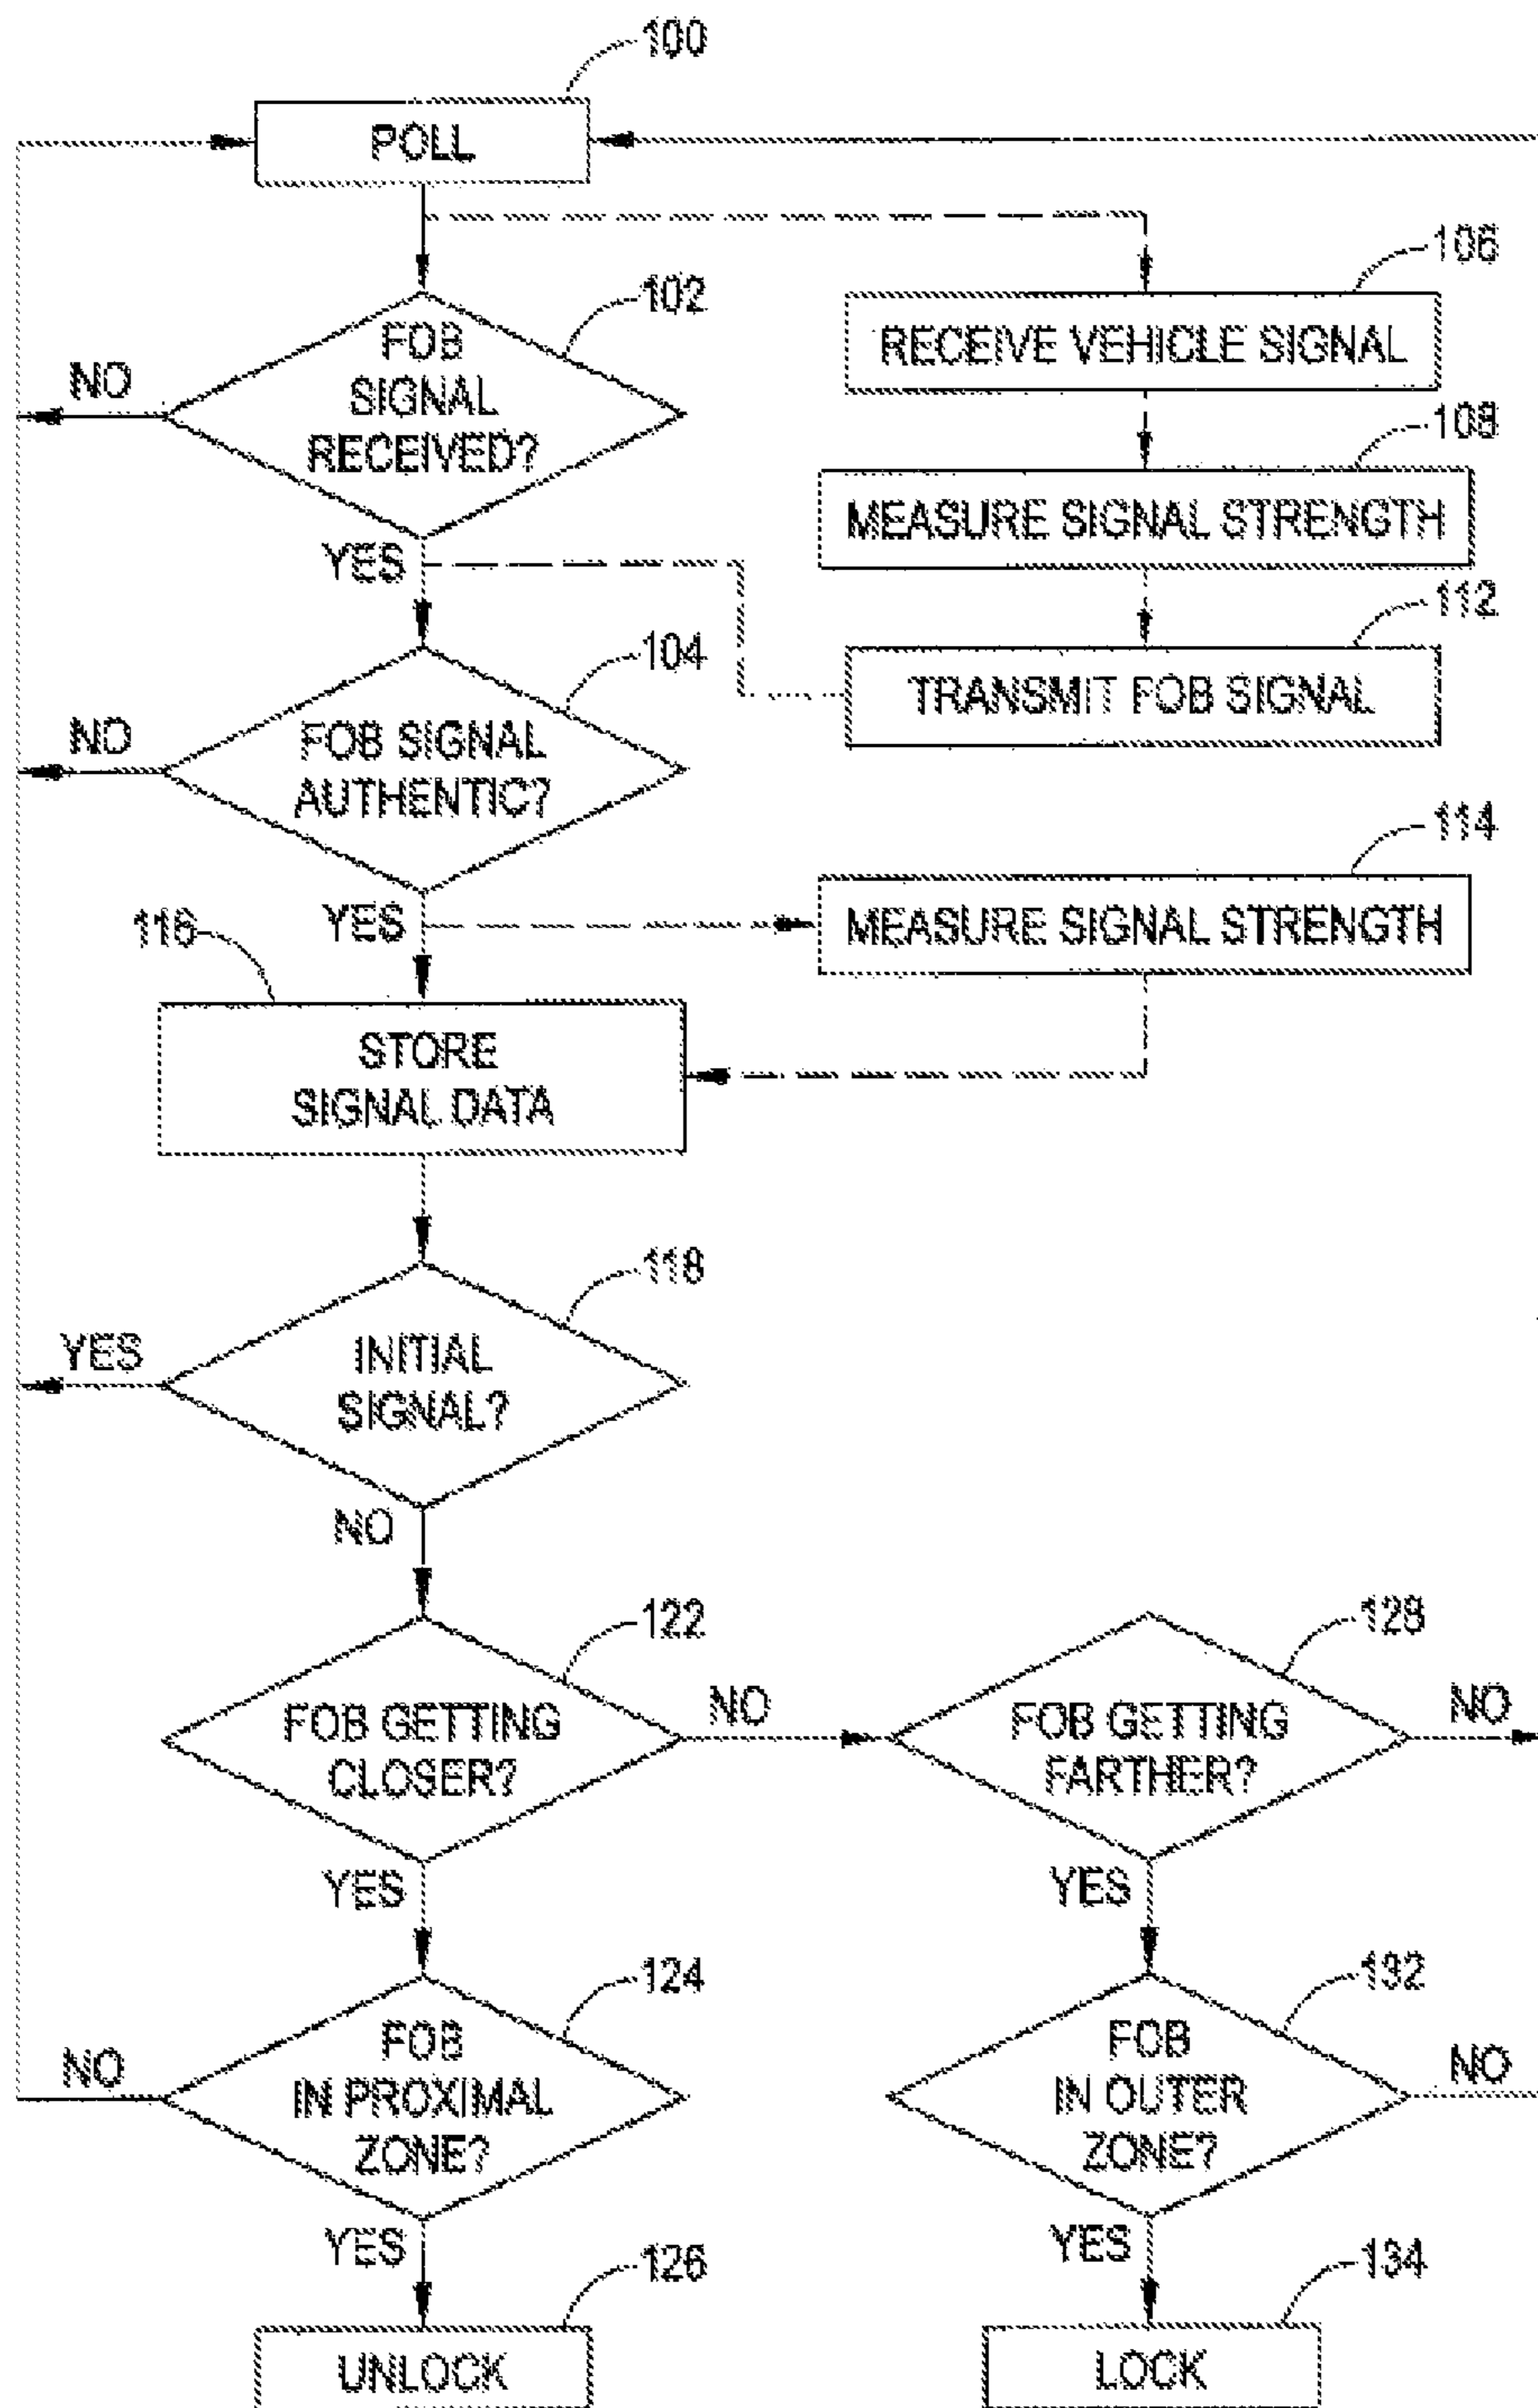 100
POLL
106
102
FOB
SIGNAL
RECEIVED?
NO
RECEIVE VEHICLE SIGNAL
108
MEASURE SIGNAL STRENGTH
YES
112
104
TRANSMIT FOB SIGNAL
FOB SIGNAL
AUTHENTIC?
NO
114
116
YES
MEASURE SIGNAL STRENGTH
STORE
SIGNAL DATA
118
YES
INITIAL
SIGNAL?
NO
122
128
FOB GETTING
CLOSER?
NO
FOB GETTING
FARTHER?
NO
YES
YES
124
132
FOB
IN PROXIMAL
ZONE?
NO
FOB
IN OUTER
ZONE?
NO
YES
YES
126
134
UNLOCK
LOCK